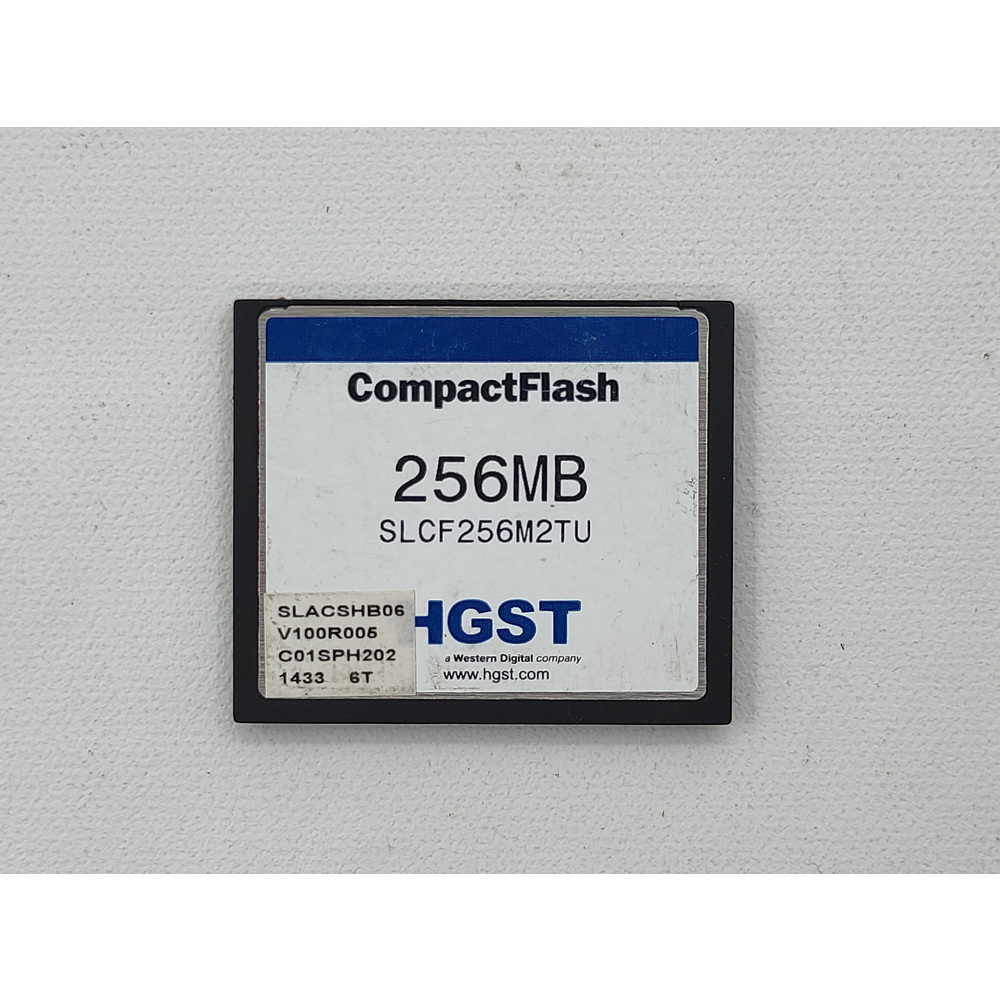 CompactFlash
256MB
SLCF256M2TU
SLACSHB06
V100R005
C01SPH202
1433 6T
HGST
a Western Digital company
www.hgst.com